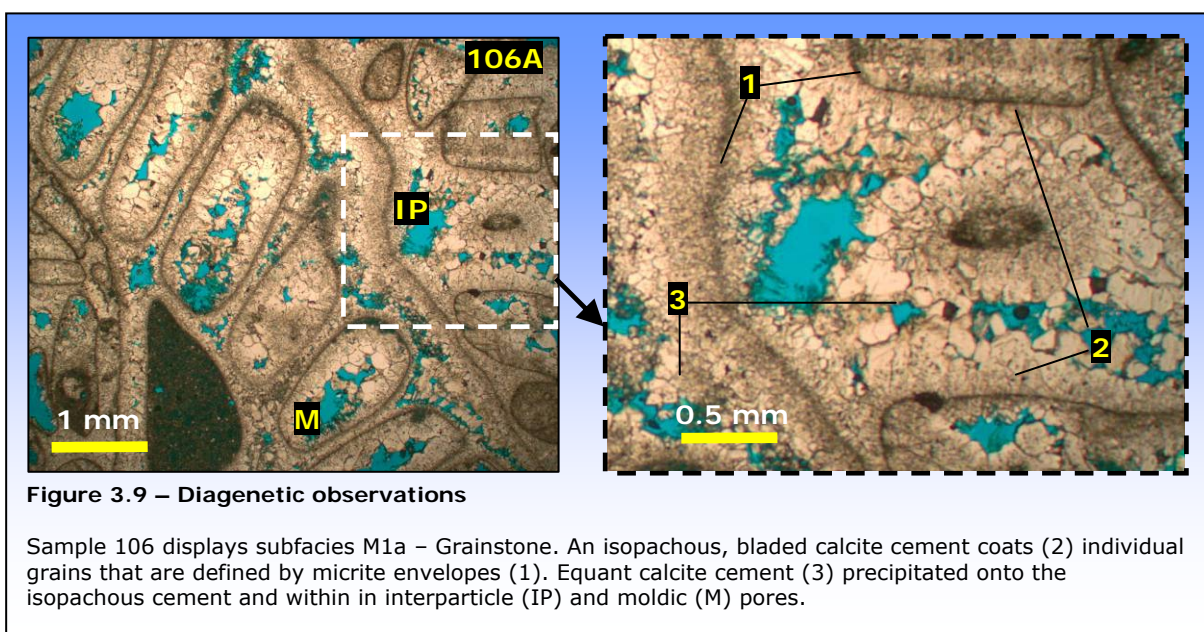 106A
IP
M
1 mm
1
3
2
0.5 mm
Figure 3.9 – Diagenetic observations
Sample 106 displays subfacies M1a – Grainstone. An isopachous, bladed calcite cement coats (2) individual
grains that are defined by micrite envelopes (1). Equant calcite cement (3) precipitated onto the
isopachous cement and within in interparticle (IP) and moldic (M) pores.